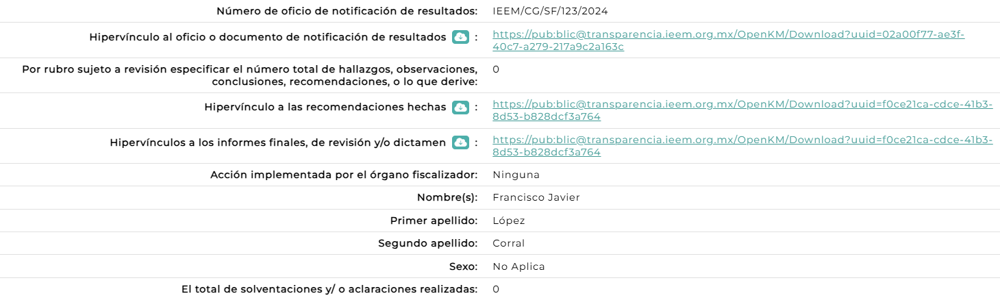 Número de oficio de notificación de resultados: IEEM/CG/SF/123/2024
Hipervínculo al oficio o documento de notificación de resultados : https://pub:blic@transparencia.ieem.org.mx/OpenKM/Download?uuid=02a00f77-ae3f-
40c7-a279-217a9c2a163c
Por rubro sujeto a revisión especificar el número total de hallazgos, observaciones, 0
conclusiones, recomendaciones, o lo que derive:
Hipervínculo a las recomendaciones hechas : https://pub:blic@transparencia.ieem.org.mx/OpenKM/Download?uuid=f0ce21ca-cdce-41b3-
8d53-b828dcf3a764
Hipervínculos a los informes finales, de revisión y/o dictamen : https://pub:blic@transparencia.ieem.org.mx/OpenKM/Download?uuid=f0ce21ca-cdce-41b3-
8d53-b828dcf3a764
Acción implementada por el órgano fiscalizador: Ninguna
Nombre(s): Francisco Javier
Primer apellido: López
Segundo apellido: Corral
Sexo: No Aplica
El total de solventaciones y/ o aclaraciones realizadas: 0